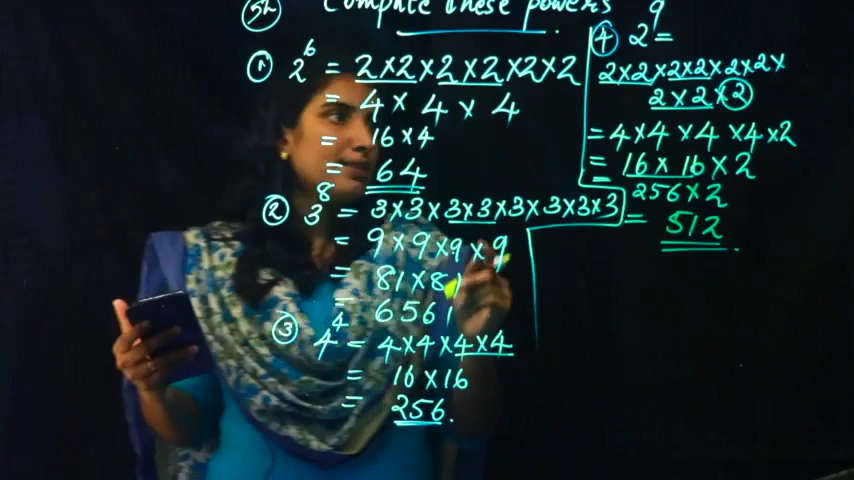 52 Compute these powers
① 2⁶ = 2×2×2×2×2×2
= 4 × 4 × 4
= 16×4
= 64
② 3⁸ = 3×3×3×3×3×3×3×3
= 9×9×9×9
= 81×81
= 6561
③ 4⁴ = 4×4×4×4
= 16×16
= 256.
④ 2⁹ =
2×2×2×2×2×2×
2×2×2
= 4×4×4×4×2
= 16×16×2
256×2
= 512.